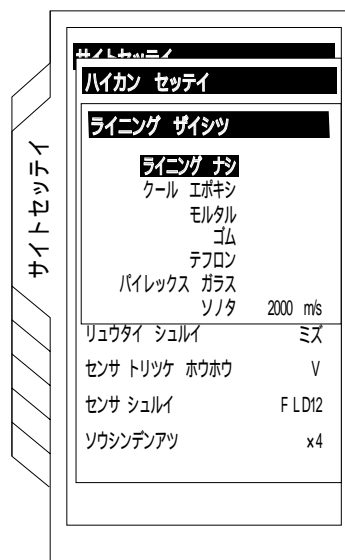 サイトセッテイ
サイトセッテイ
ハイカン セッテイ
ライニング ザイシツ
ライニング ナシ
クール エポキシ
モルタル
ゴム
テフロン
パイレックス ガラス
ソノタ 2000 m/s
リュウタイ シュルイ ミズ
センサ トリツケ ホウホウ V
センサ シュルイ FLD12
ソウシンデンアツ ×4